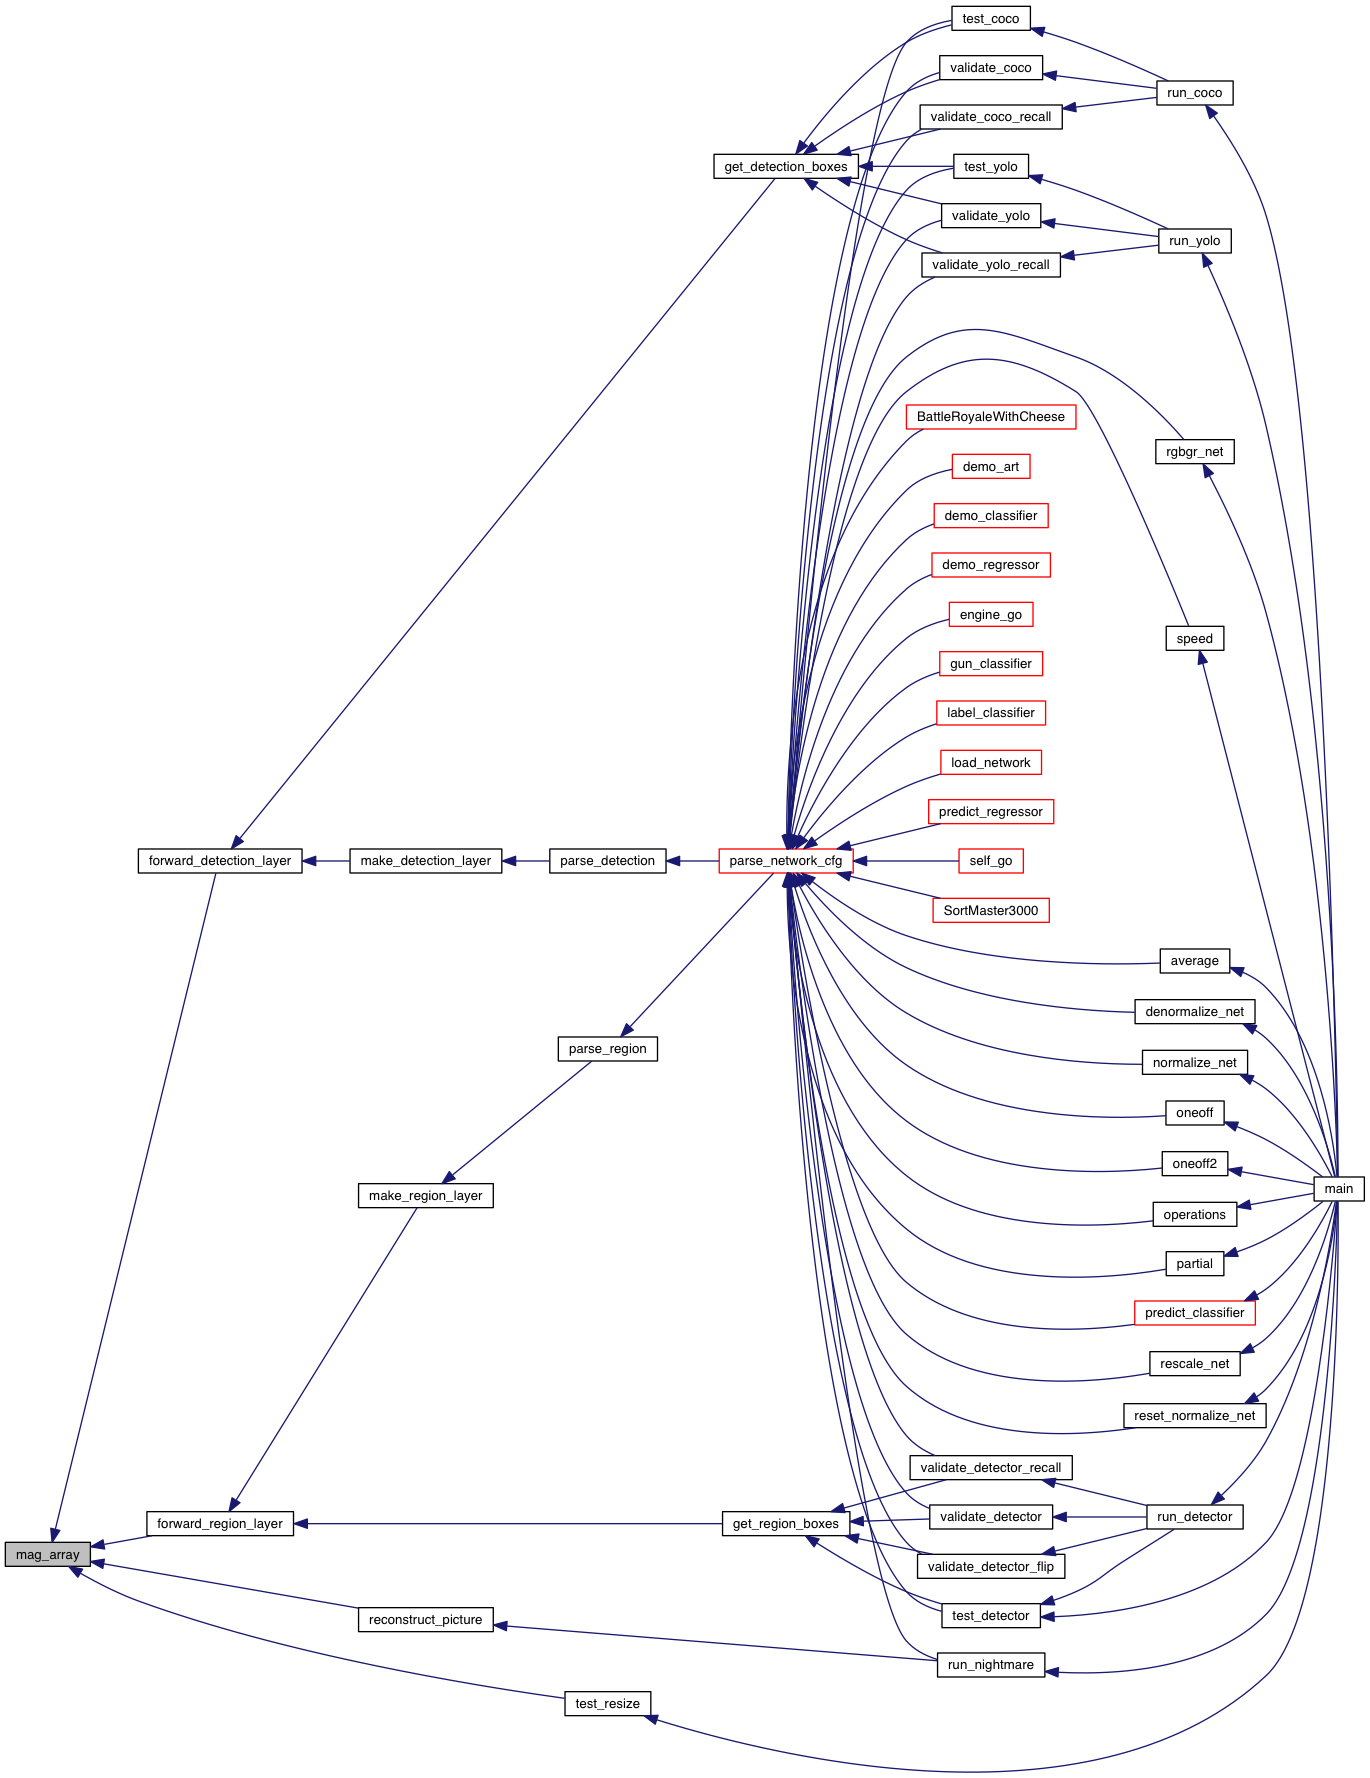 test_coco
validate_coco
run_coco
validate_coco_recall
get_detection_boxes
test_yolo
validate_yolo
run_yolo
validate_yolo_recall
BattleRoyaleWithCheese
rgbgr_net
demo_art
demo_classifier
demo_regressor
engine_go
speed
gun_classifier
label_classifier
load_network
predict_regressor
forward_detection_layer
make_detection_layer
parse_detection
parse_network_cfg
self_go
SortMaster3000
average
denormalize_net
parse_region
normalize_net
oneoff
oneoff2
make_region_layer
main
operations
partial
predict_classifier
rescale_net
reset_normalize_net
validate_detector_recall
forward_region_layer
get_region_boxes
validate_detector
run_detector
mag_array
validate_detector_flip
reconstruct_picture
test_detector
run_nightmare
test_resize